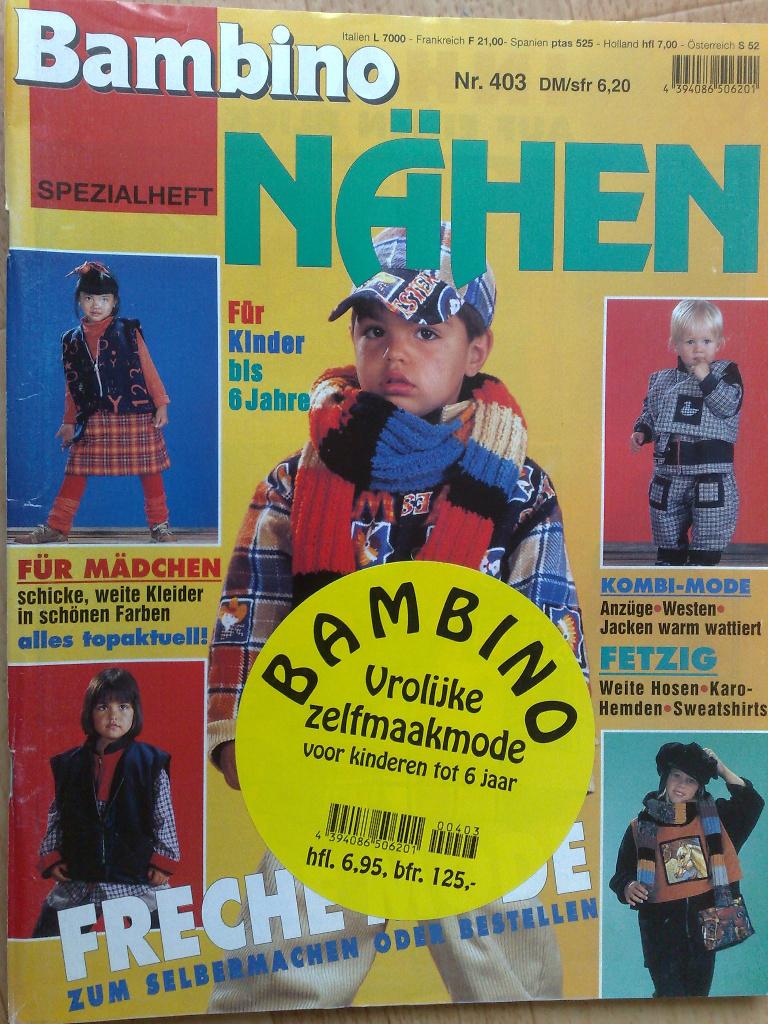 Bambino
Italien L 7000 - Frankreich F 21,00- Spanien ptas 525 - Holland hfl 7,00 - Österreich S 52
Nr. 403 DM/sfr 6,20
4 394086 506201
SPEZIALHEFT
NÄHEN
Für
Kinder
bis
6 Jahre
FÜR MÄDCHEN
schicke, weite Kleider
in schönen Farben
alles topaktuell!
KOMBI-MODE
Anzüge•Westen•
Jacken warm wattiert
FETZIG
Weite Hosen•Karo-
Hemden•Sweatshirts
BAMBINO
Vrolijke
zelfmaakmode
voor kinderen tot 6 jaar
00403
4 394086 506201
hfl. 6,95, bfr. 125,-
FRECHE DE
ZUM SELBERMACHEN ODER BESTELLEN